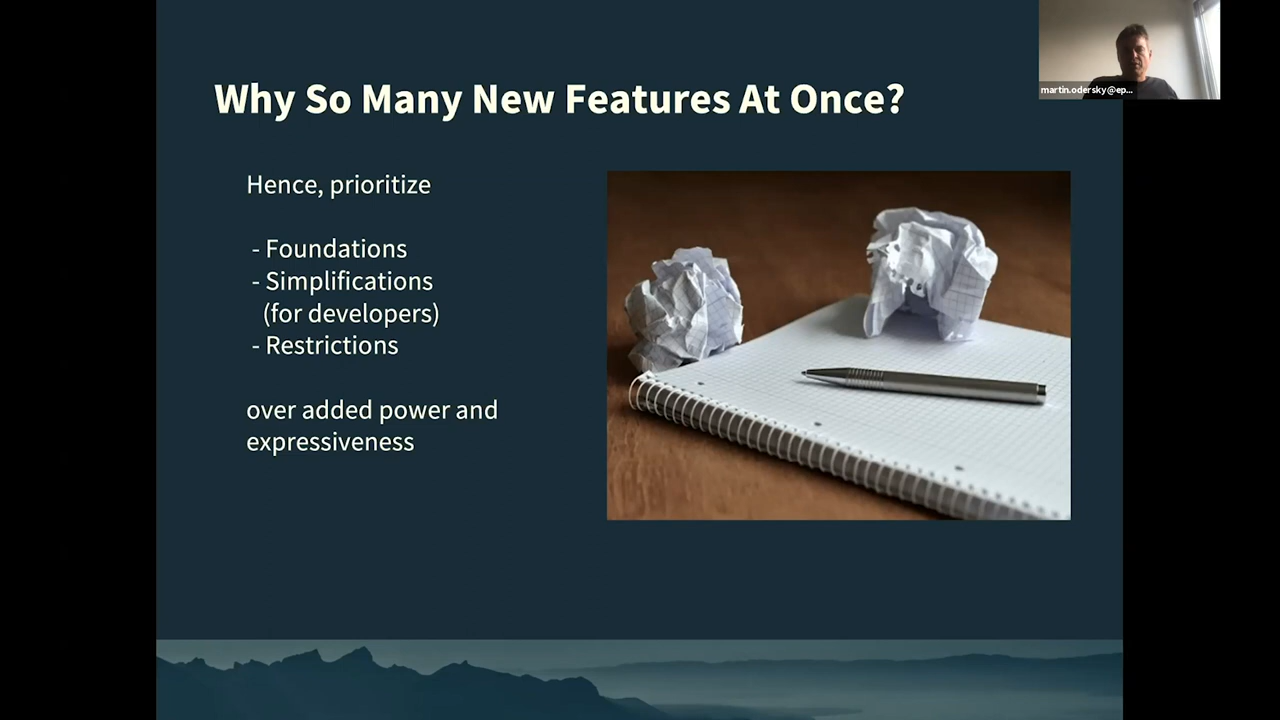 martin.odersky@ep...
Why So Many New Features At Once?
Hence, prioritize
- Foundations
- Simplifications
(for developers)
- Restrictions
over added power and
expressiveness